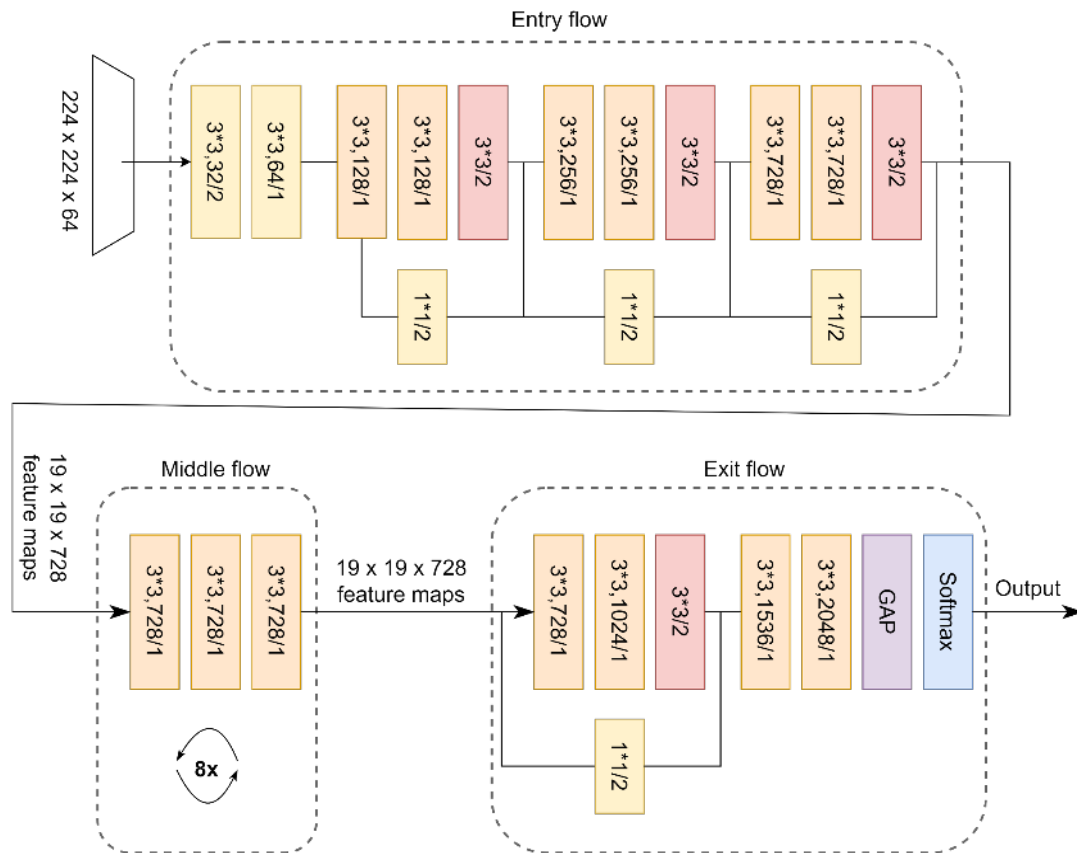 Entry flow
224 x 224 x 64
3*3,32/2
3*3,64/1
3*3,128/1
3*3,128/1
3*3/2
3*3,256/1
3*3,256/1
3*3/2
3*3,728/1
3*3,728/1
3*3/2
1*1/2
1*1/2
1*1/2
19 x 19 x 728
feature maps
Middle flow
3*3,728/1
3*3,728/1
3*3,728/1
8x
19 x 19 x 728
feature maps
Exit flow
3*3,728/1
3*3,1024/1
3*3/2
3*3,1536/1
3*3,2048/1
GAP
Softmax
1*1/2
Output